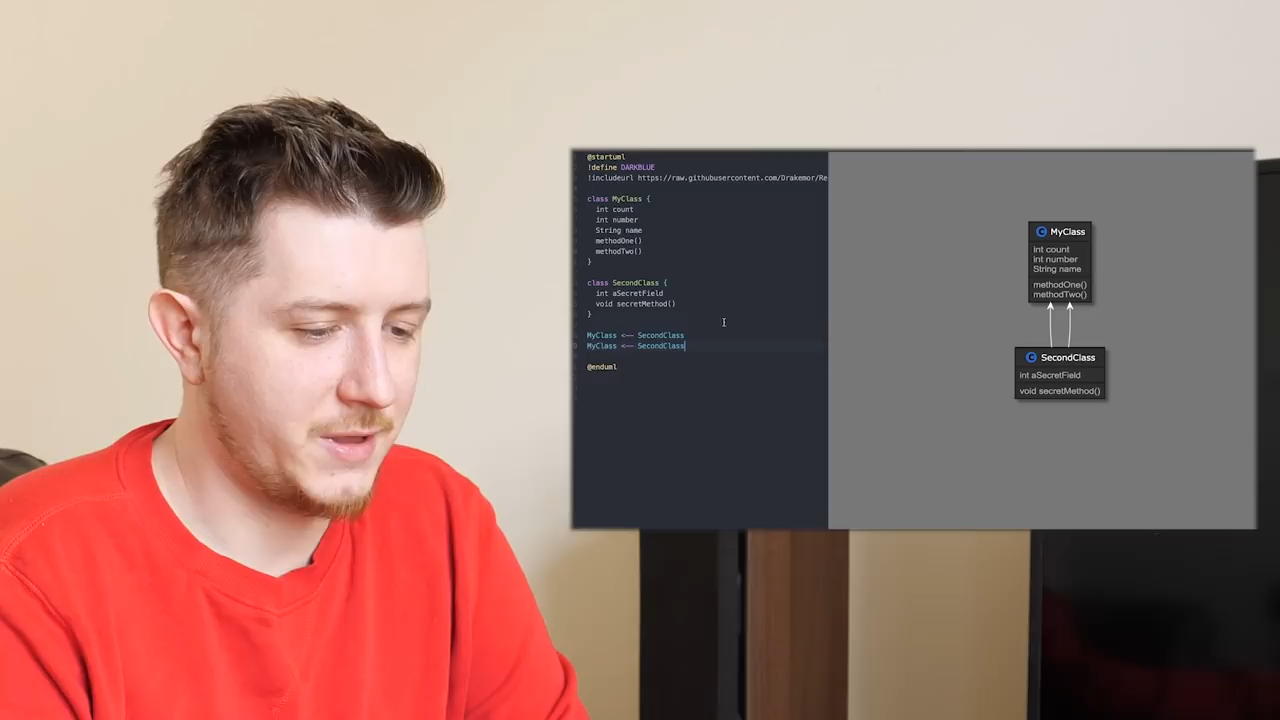 @startuml
!define DARKBLUE
!includeurl https://raw.githubusercontent.com/Drakemor/Re
class MyClass {
int count
int number
String name
methodOne()
methodTwo()
}
class SecondClass {
int aSecretField
void secretMethod()
}
MyClass <-- SecondClass
MyClass <-- SecondClass
@enduml
C MyClass
int count
int number
String name
methodOne()
methodTwo()
C SecondClass
int aSecretField
void secretMethod()